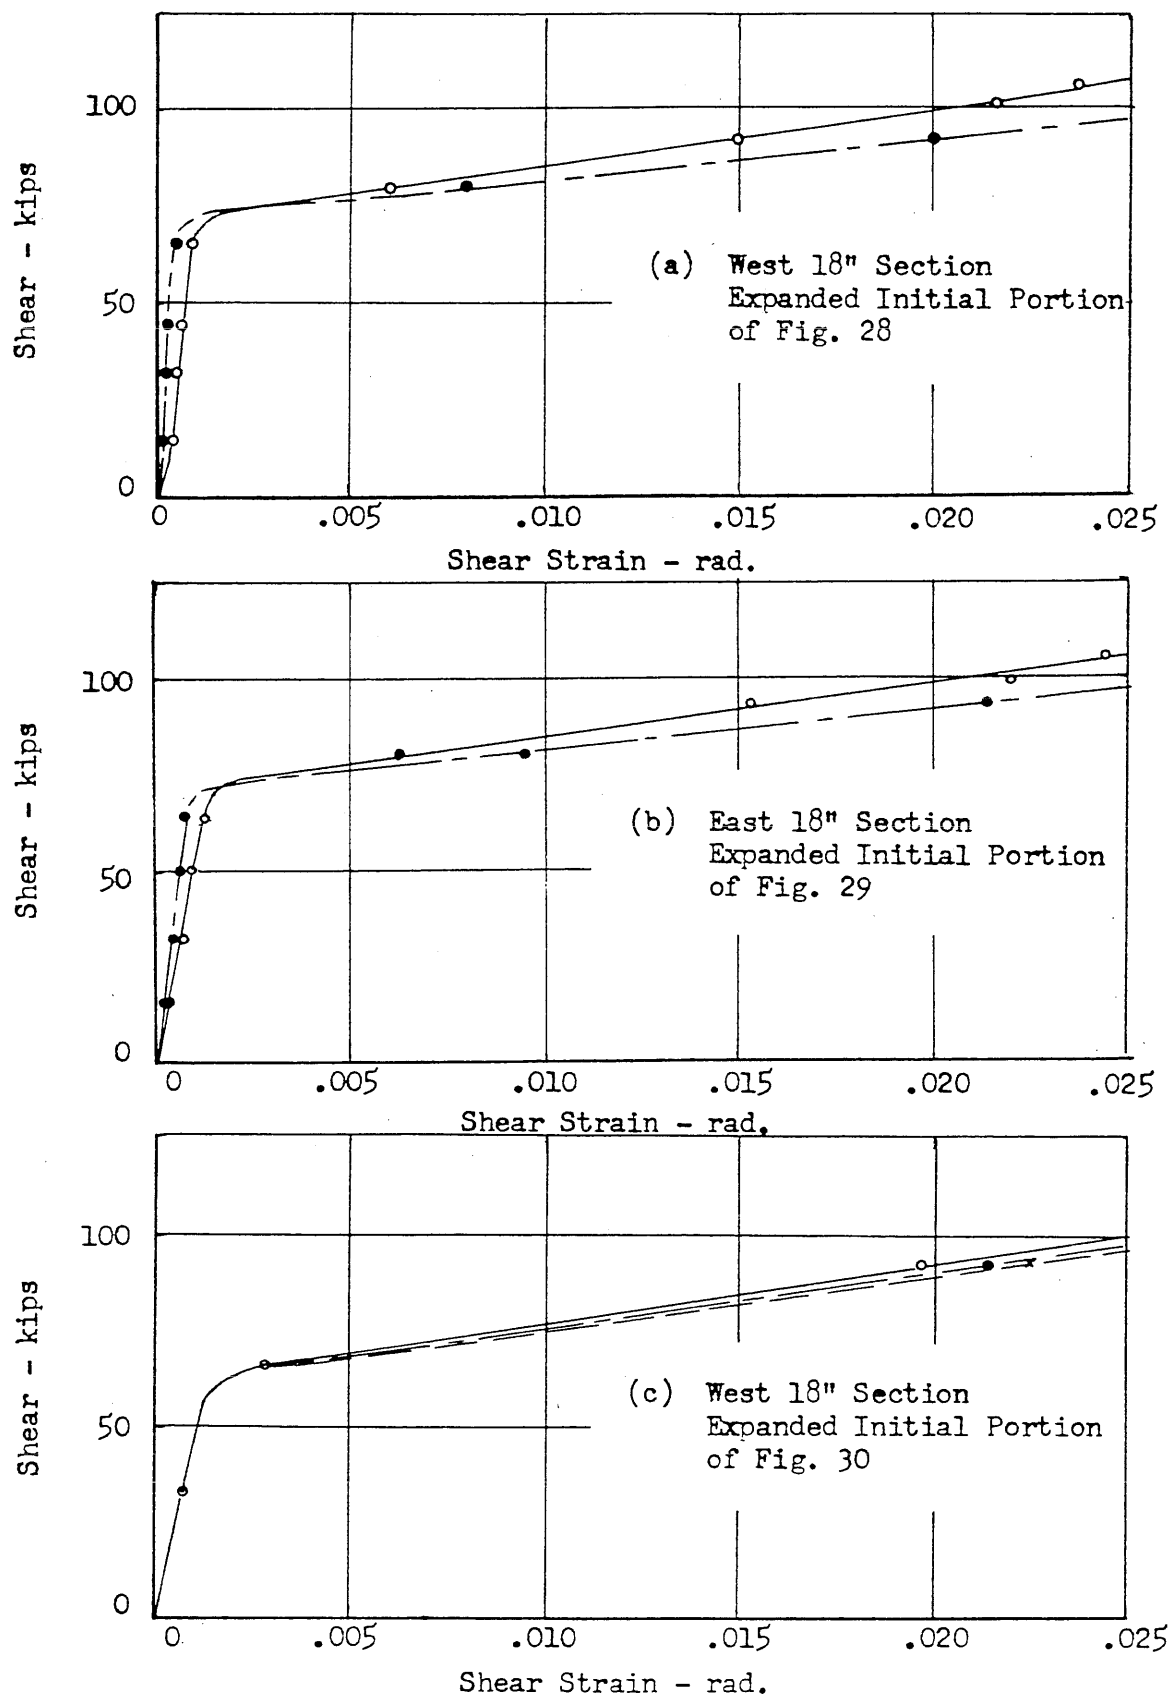 100
50
0
Shear - kips
(a) West 18" Section
Expanded Initial Portion
of Fig. 28
0 .005 .010 .015 .020 .025
Shear Strain - rad.
100
50
0
Shear - kips
(b) East 18" Section
Expanded Initial Portion
of Fig. 29
0 .005 .010 .015 .020 .025
Shear Strain - rad.
100
50
0
Shear - kips
(c) West 18" Section
Expanded Initial Portion
of Fig. 30
0 .005 .010 .015 .020 .025
Shear Strain - rad.